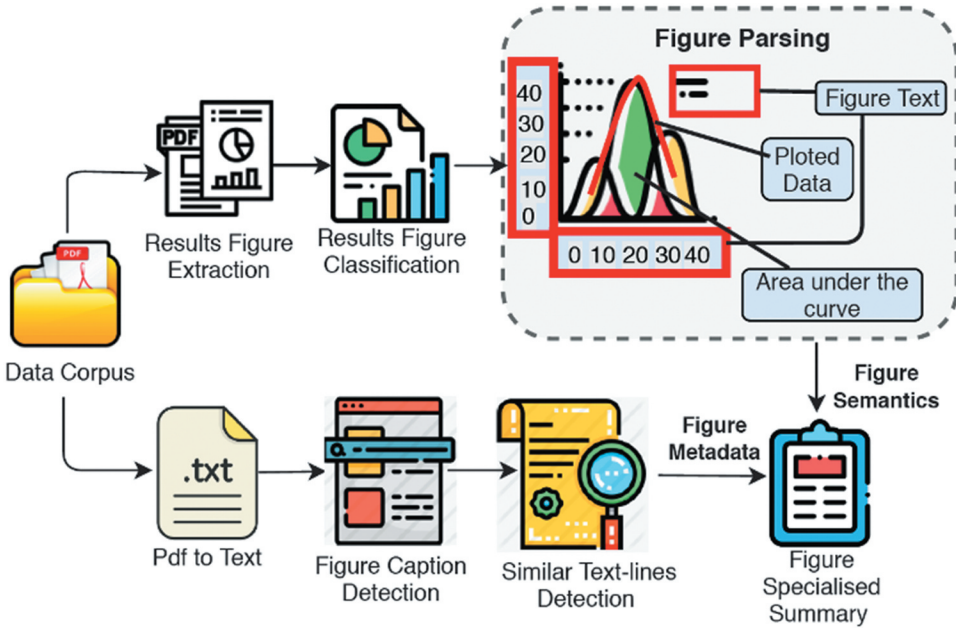 Figure Parsing
40
30
20
10
0
0 10 20 30 40
Figure Text
Ploted
Data
Area under the
curve
PDF
Results Figure
Extraction
Results Figure
Classification
PDF
Data Corpus
Figure
Semantics
.txt
Pdf to Text
Figure Caption
Detection
Similar Text-lines
Detection
Figure
Metadata
Figure
Specialised
Summary